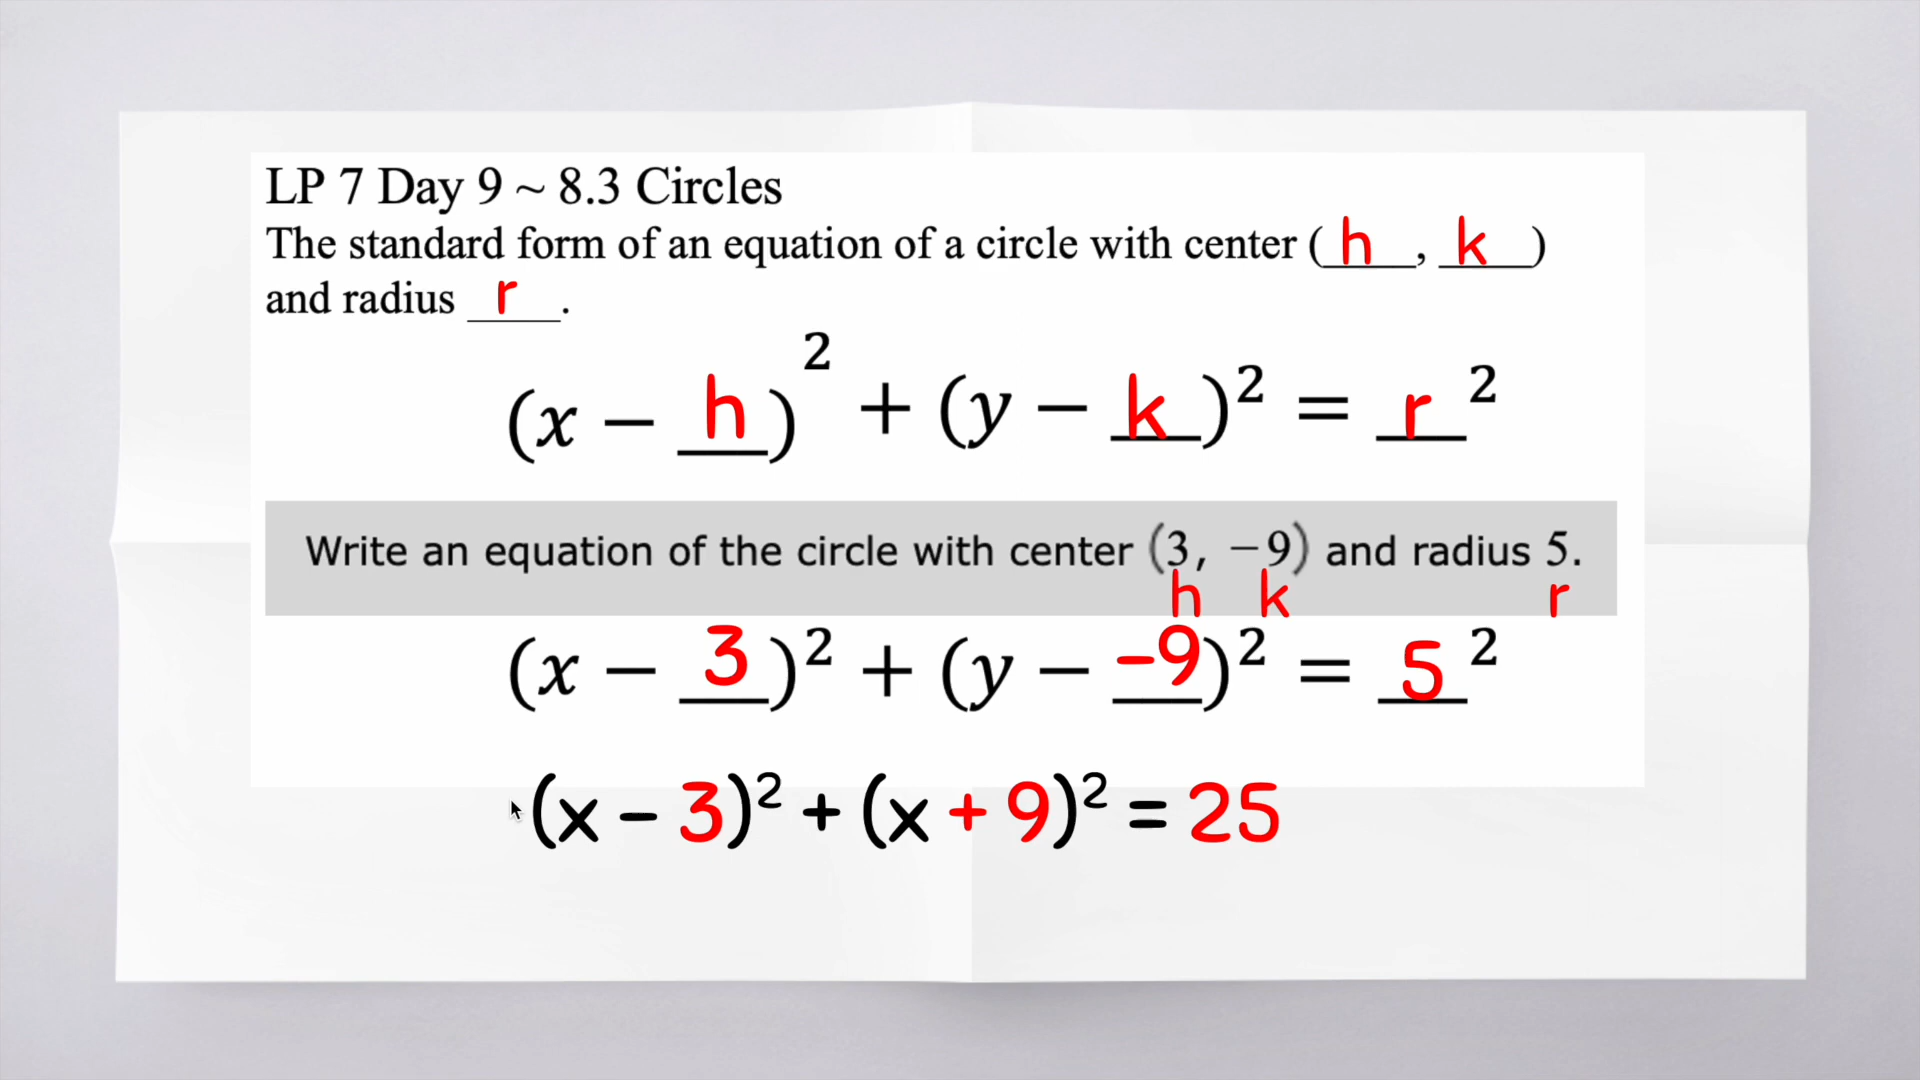 LP 7 Day 9 ~ 8.3 Circles
The standard form of an equation of a circle with center (h, k)
and radius r.
(x − h)² + (y − k)² = r²
Write an equation of the circle with center (3, −9) and radius 5.
h k r
(x − 3)² + (y − -9)² = 5²
(x − 3)² + (x + 9)² = 25